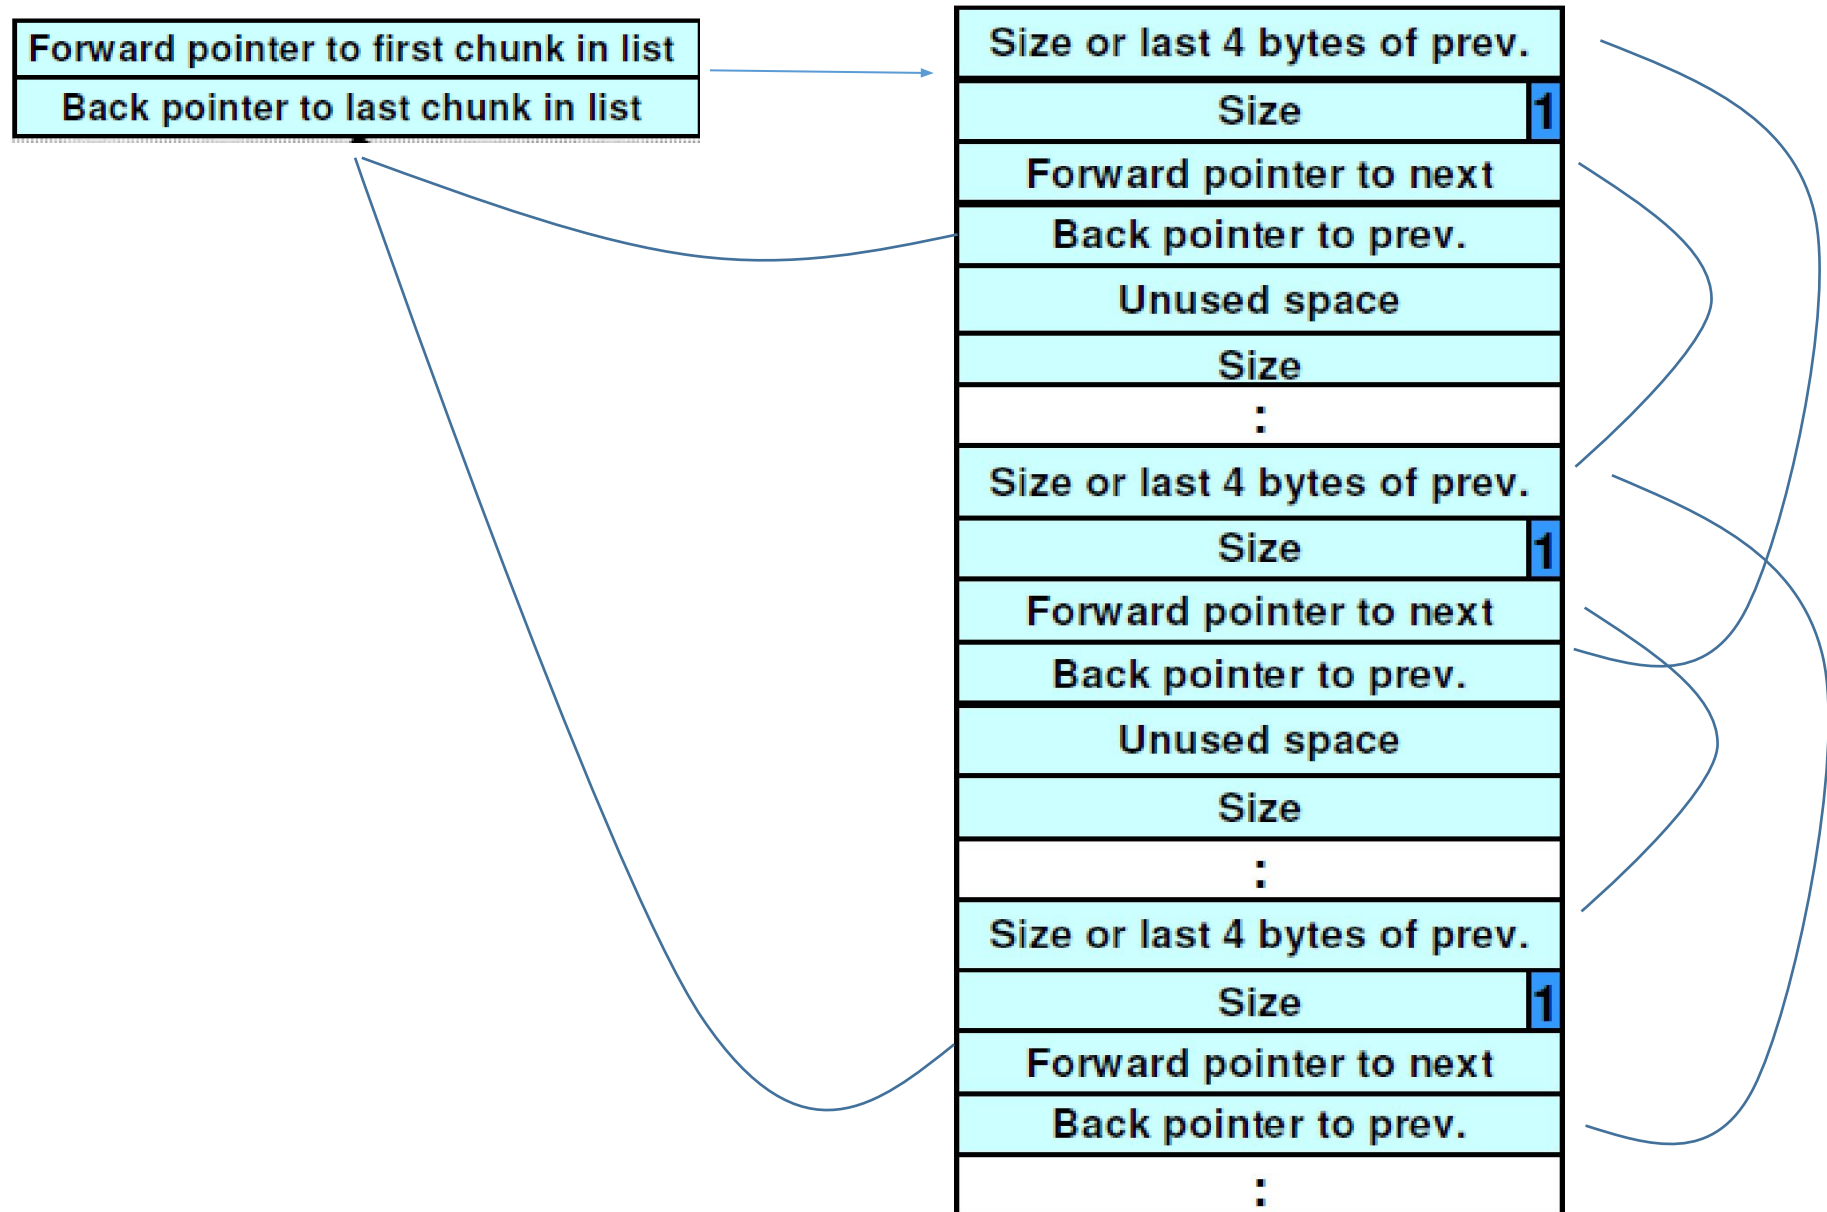 Forward pointer to first chunk in list
Back pointer to last chunk in list
Size or last 4 bytes of prev.
Size 1
Forward pointer to next
Back pointer to prev.
Unused space
Size
:
Size or last 4 bytes of prev.
Size 1
Forward pointer to next
Back pointer to prev.
Unused space
Size
:
Size or last 4 bytes of prev.
Size 1
Forward pointer to next
Back pointer to prev.
: